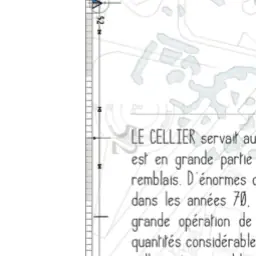 52
LE CELLIER servait au
est en grande partie
remblais. D'énormes
dans les années 70,
grande opération de
quantités considérable